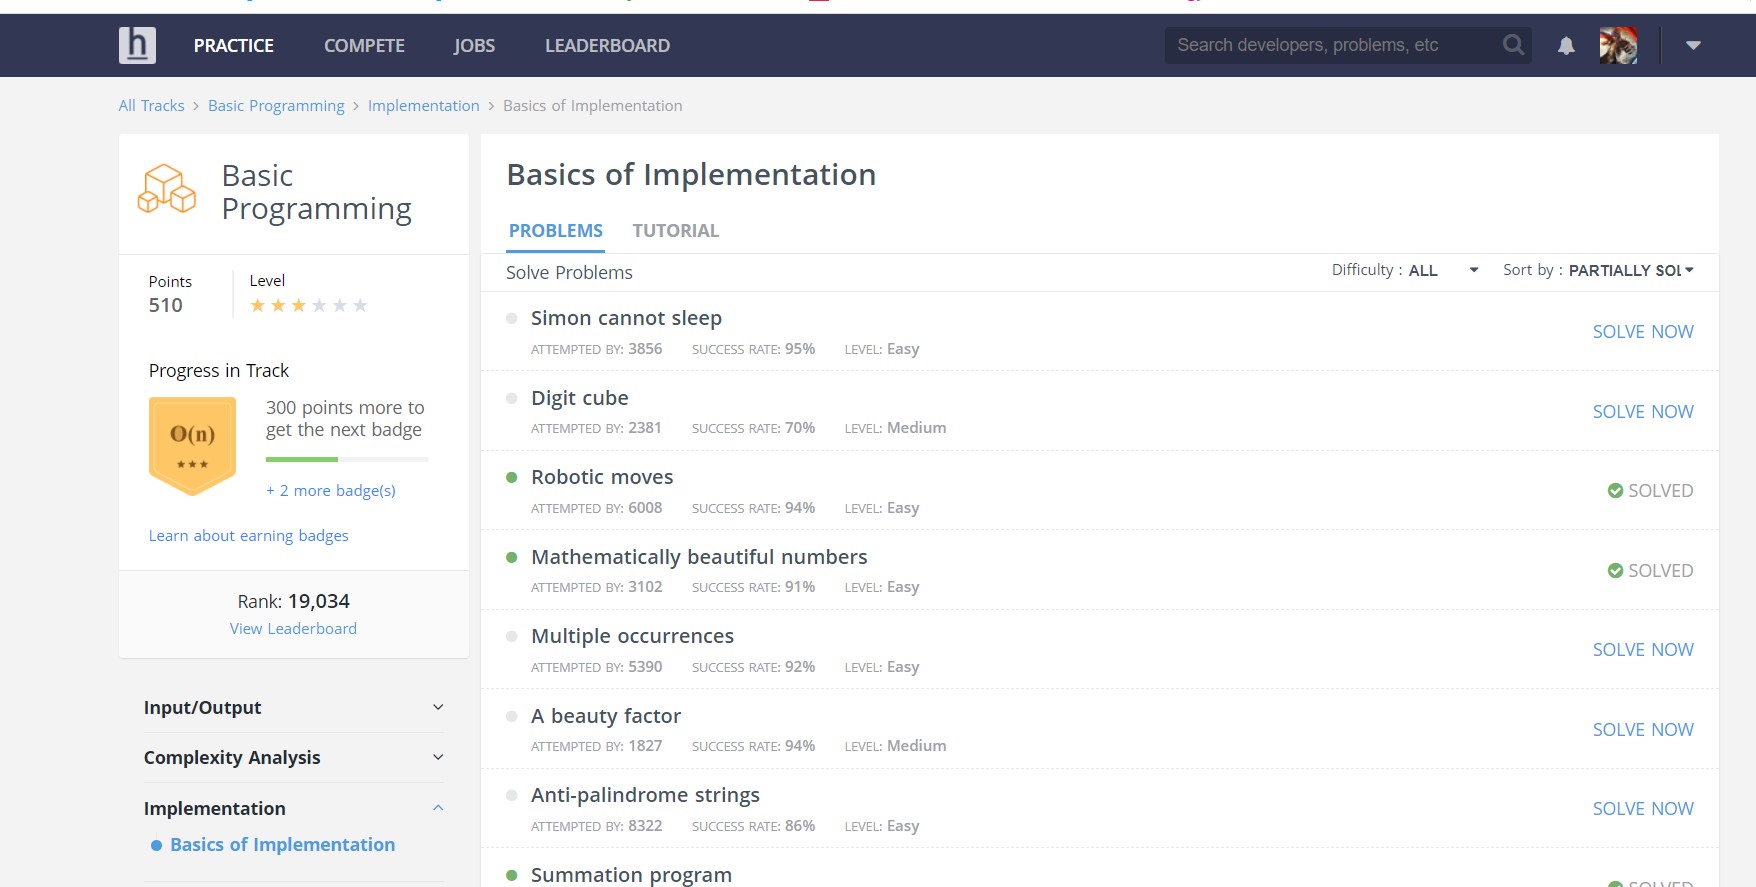 h
PRACTICE COMPETE JOBS LEADERBOARD
Search developers, problems, etc
All Tracks > Basic Programming > Implementation > Basics of Implementation
Basic
Programming
Points
510
Level
Progress in Track
O(n)
300 points more to
get the next badge
+ 2 more badge(s)
Learn about earning badges
Rank: 19,034
View Leaderboard
Input/Output
Complexity Analysis
Implementation
Basics of Implementation
Basics of Implementation
PROBLEMS TUTORIAL
Solve Problems
Difficulty : ALL
Sort by : PARTIALLY SOL
Simon cannot sleep
ATTEMPTED BY: 3856 SUCCESS RATE: 95% LEVEL: Easy
SOLVE NOW
Digit cube
ATTEMPTED BY: 2381 SUCCESS RATE: 70% LEVEL: Medium
SOLVE NOW
Robotic moves
ATTEMPTED BY: 6008 SUCCESS RATE: 94% LEVEL: Easy
SOLVED
Mathematically beautiful numbers
ATTEMPTED BY: 3102 SUCCESS RATE: 91% LEVEL: Easy
SOLVED
Multiple occurrences
ATTEMPTED BY: 5390 SUCCESS RATE: 92% LEVEL: Easy
SOLVE NOW
A beauty factor
ATTEMPTED BY: 1827 SUCCESS RATE: 94% LEVEL: Medium
SOLVE NOW
Anti-palindrome strings
ATTEMPTED BY: 8322 SUCCESS RATE: 86% LEVEL: Easy
SOLVE NOW
Summation program
SOLVED